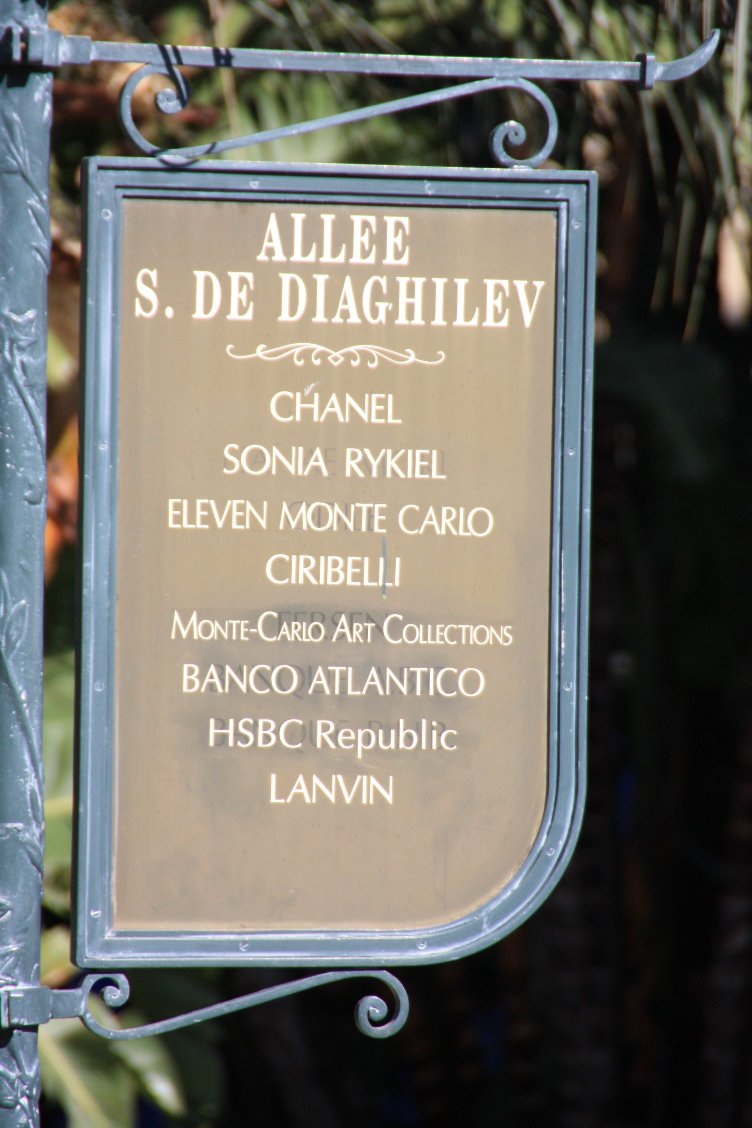 ALLEE
S. DE DIAGHILEV
CHANEL
SONIA RYKIEL
ELEVEN MONTE CARLO
CIRIBELLI
MONTE-CARLO ART COLLECTIONS
BANCO ATLANTICO
HSBC Republic
LANVIN